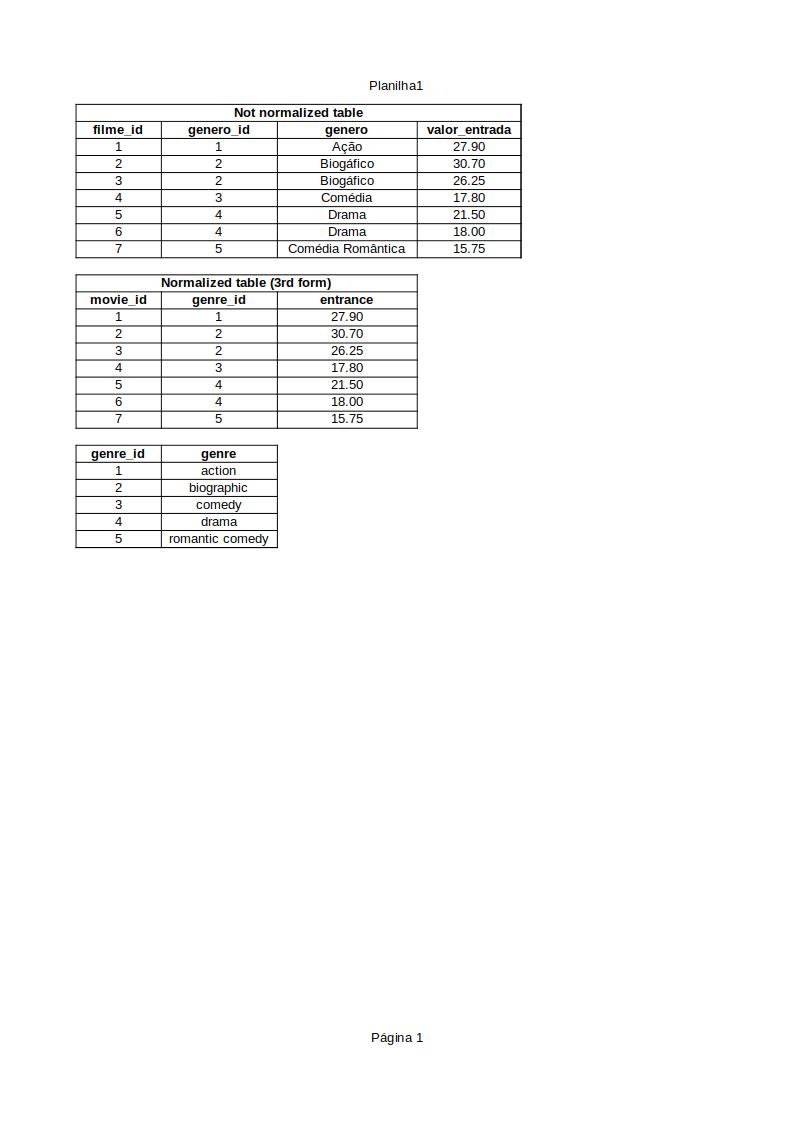 Planilha1
Not normalized table
filme_id genero_id genero valor_entrada
1 1 Ação 27.90
2 2 Biogáfico 30.70
3 2 Biogáfico 26.25
4 3 Comédia 17.80
5 4 Drama 21.50
6 4 Drama 18.00
7 5 Comédia Romântica 15.75
Normalized table (3rd form)
movie_id genre_id entrance
1 1 27.90
2 2 30.70
3 2 26.25
4 3 17.80
5 4 21.50
6 4 18.00
7 5 15.75
genre_id genre
1 action
2 biographic
3 comedy
4 drama
5 romantic comedy
Página 1